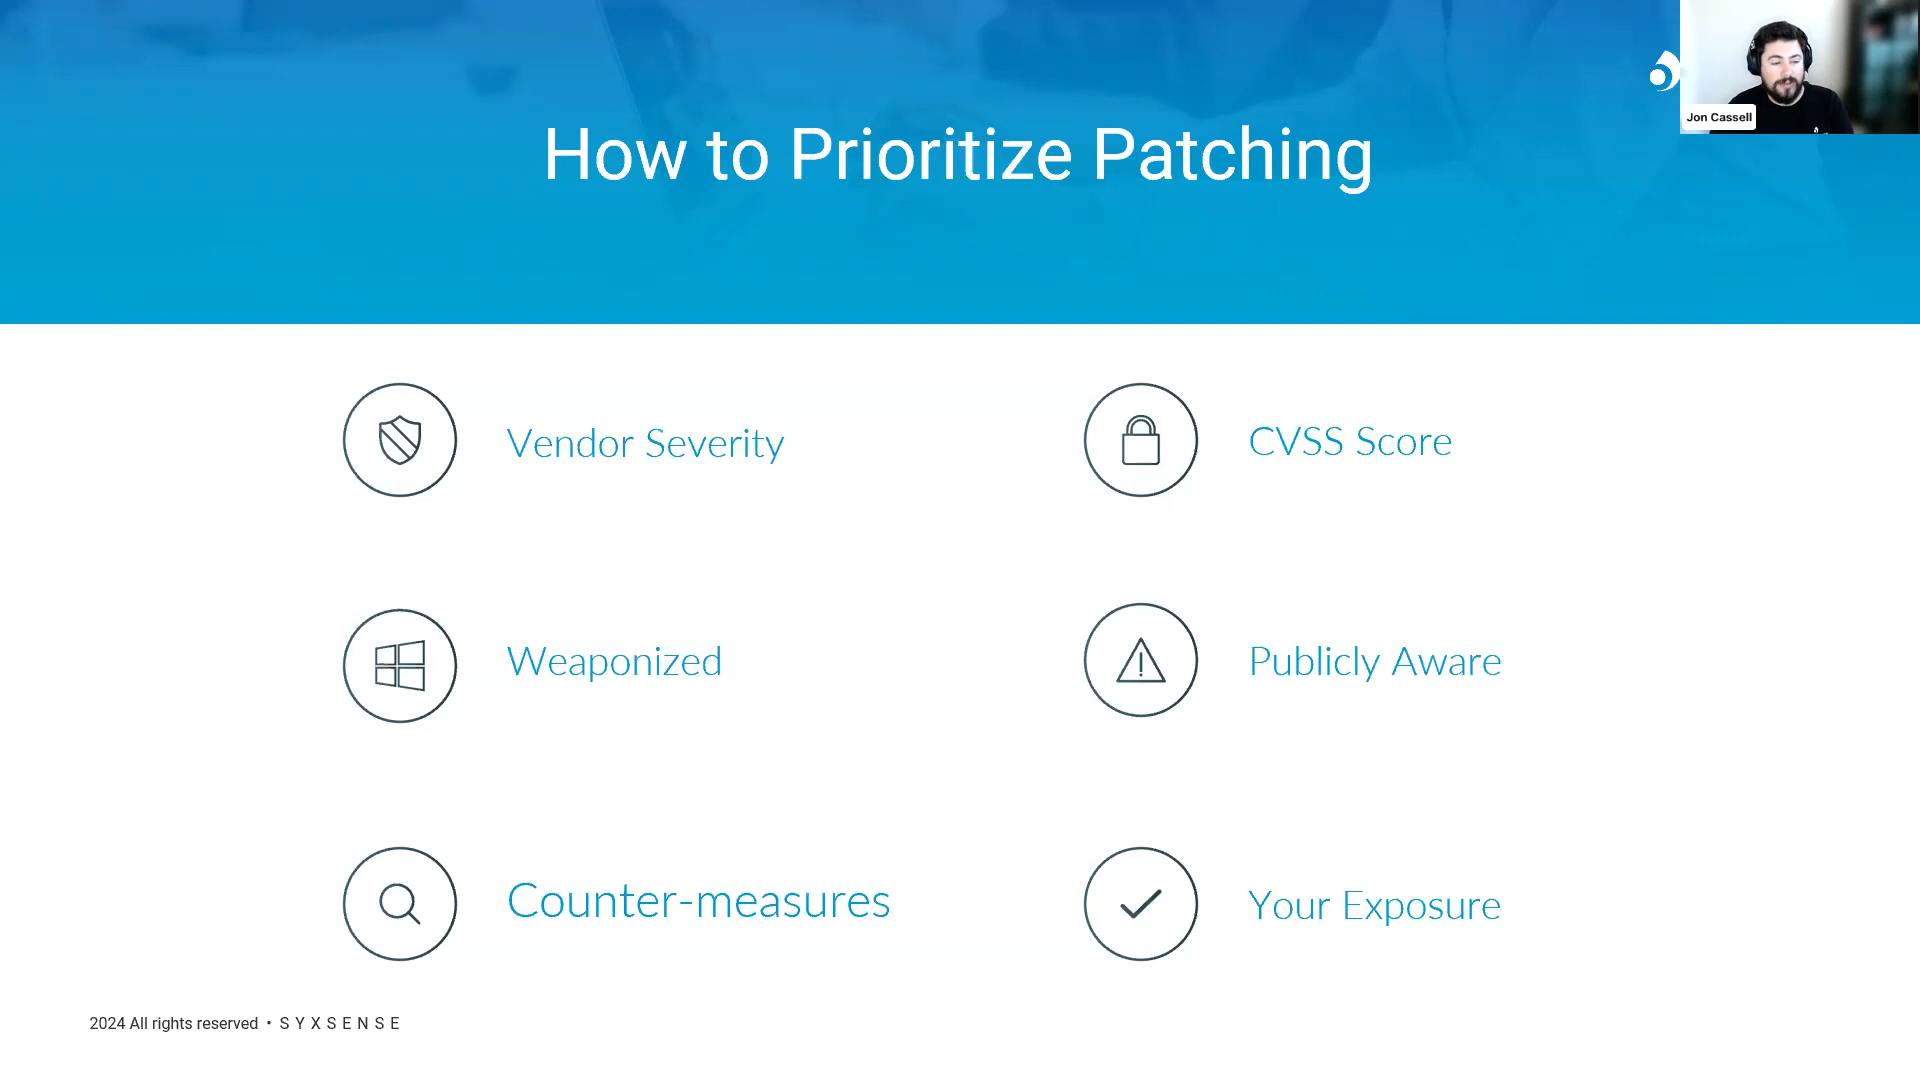 Jon Cassell
How to Prioritize Patching
Vendor Severity
CVSS Score
Weaponized
Publicly Aware
Counter-measures
Your Exposure
2024 All rights reserved • SYXSENSE